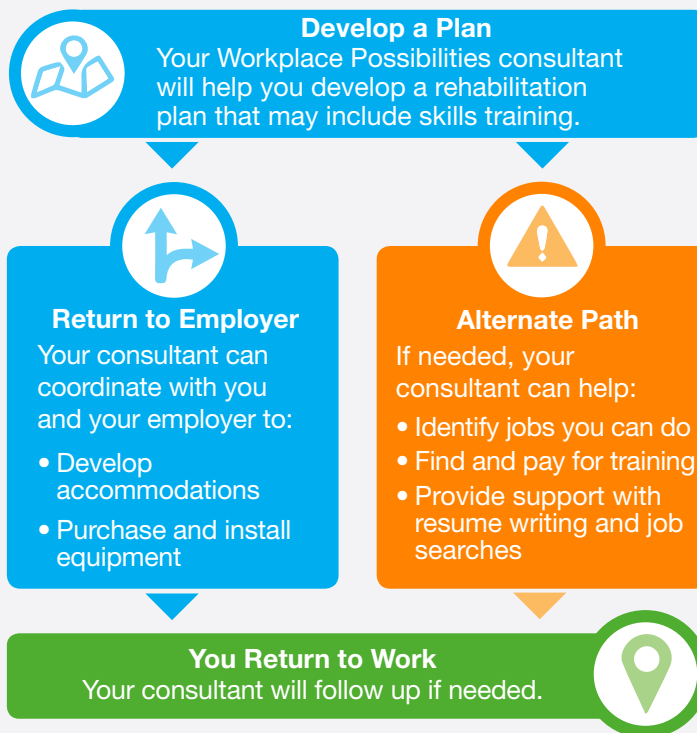 Develop a Plan
Your Workplace Possibilities consultant
will help you develop a rehabilitation
plan that may include skills training.
Return to Employer
Your consultant can
coordinate with you
and your employer to:
• Develop
accommodations
• Purchase and install
equipment
Alternate Path
If needed, your
consultant can help:
• Identify jobs you can do
• Find and pay for training
• Provide support with
resume writing and job
searches
You Return to Work
Your consultant will follow up if needed.